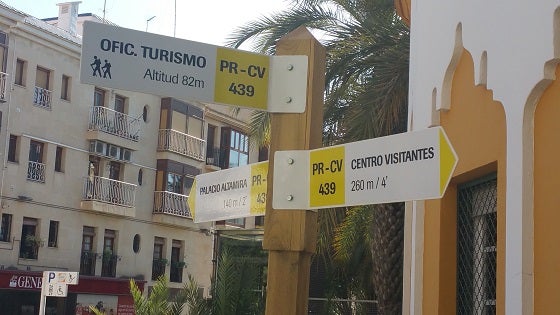 OFIC. TURISMO
Altitud 82m
PR-CV
439
PALACIO ALTAMIRA
140 m / 2'
PR-CV
439
PR-CV
439
CENTRO VISITANTES
260 m / 4'
P